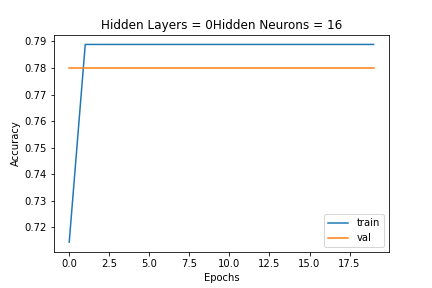 Hidden Layers = 0Hidden Neurons = 16
0.79
0.78
0.77
0.76
0.75
0.74
0.73
0.72
Accuracy
0.0 2.5 5.0 7.5 10.0 12.5 15.0 17.5
Epochs
train
val